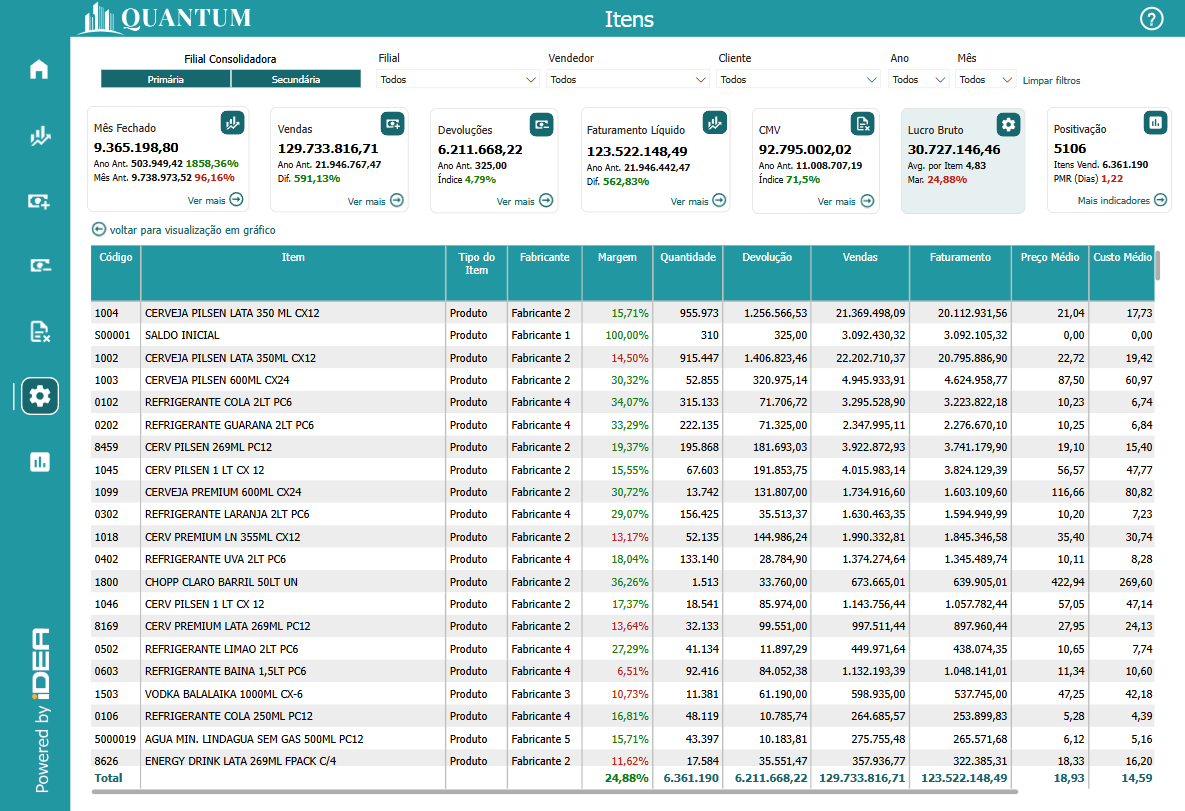 QUANTUM
Itens
?
Filial Consolidadora
Primária Secundária
Filial
Todos
Vendedor
Todos
Cliente
Todos
Ano
Todos
Mês
Todos
Limpar filtros
Mês Fechado
9.365.198,80
Ano Ant. 503.949,42 1858,36%
Mês Ant. 9.738.973,52 96,16%
Ver mais
Vendas
129.733.816,71
Ano Ant. 21.946.767,47
Dif. 591,13%
Ver mais
Devoluções
6.211.668,22
Ano Ant. 325,00
Índice 4,79%
Ver mais
Faturamento Líquido
123.522.148,49
Ano Ant. 21.946.442,47
Dif. 562,83%
Ver mais
CMV
92.795.002,02
Ano Ant. 11.008.707,19
Índice 71,5%
Ver mais
Lucro Bruto
30.727.146,46
Avg. por Item 4,83
Mar. 24,88%
Positivação
5106
Itens Vend. 6.361.190
PMR (Dias) 1,22
Mais indicadores
voltar para visualização em gráfico
Código Item Tipo do Item Fabricante Margem Quantidade Devolução Vendas Faturamento Preço Médio Custo Médio
1004 CERVEJA PILSEN LATA 350 ML CX12 Produto Fabricante 2 15,71% 955.973 1.256.566,53 21.369.498,09 20.112.931,56 21,04 17,73
S00001 SALDO INICIAL Produto Fabricante 1 100,00% 310 325,00 3.092.430,32 3.092.105,32 0,00 0,00
1002 CERVEJA PILSEN LATA 350ML CX12 Produto Fabricante 2 14,50% 915.447 1.406.823,46 22.202.710,37 20.795.886,90 22,72 19,42
1003 CERVEJA PILSEN 600ML CX24 Produto Fabricante 2 30,32% 52.855 320.975,14 4.945.933,91 4.624.958,77 87,50 60,97
0102 REFRIGERANTE COLA 2LT PC6 Produto Fabricante 4 34,07% 315.133 71.706,72 3.295.528,90 3.223.822,18 10,23 6,74
0202 REFRIGERANTE GUARANA 2LT PC6 Produto Fabricante 4 33,29% 222.135 71.325,00 2.347.995,11 2.276.670,10 10,25 6,84
8459 CERV PILSEN 269ML PC12 Produto Fabricante 2 19,37% 195.868 181.693,03 3.922.872,93 3.741.179,90 19,10 15,40
1045 CERV PILSEN 1 LT CX 12 Produto Fabricante 2 15,55% 67.603 191.853,75 4.015.983,14 3.824.129,39 56,57 47,77
1099 CERVEJA PREMIUM 600ML CX24 Produto Fabricante 2 30,72% 13.742 131.807,00 1.734.916,60 1.603.109,60 116,66 80,82
0302 REFRIGERANTE LARANJA 2LT PC6 Produto Fabricante 4 29,07% 156.425 35.513,37 1.630.463,35 1.594.949,99 10,20 7,23
1018 CERV PREMIUM LN 355ML CX12 Produto Fabricante 2 13,17% 52.135 144.986,24 1.990.332,81 1.845.346,58 35,40 30,74
0402 REFRIGERANTE UVA 2LT PC6 Produto Fabricante 4 18,04% 133.140 28.784,90 1.374.274,64 1.345.489,74 10,11 8,28
1800 CHOPP CLARO BARRIL 50LT UN Produto Fabricante 2 36,26% 1.513 33.760,00 673.665,01 639.905,01 422,94 269,60
1046 CERV PILSEN 1 LT CX 12 Produto Fabricante 2 17,37% 18.541 85.974,00 1.143.756,44 1.057.782,44 57,05 47,14
8169 CERV PREMIUM LATA 269ML PC12 Produto Fabricante 2 13,64% 32.133 99.551,00 997.511,44 897.960,44 27,95 24,13
0502 REFRIGERANTE LIMAO 2LT PC6 Produto Fabricante 4 27,29% 41.134 11.897,29 449.971,64 438.074,35 10,65 7,74
0603 REFRIGERANTE BAINA 1,5LT PC6 Produto Fabricante 4 6,51% 92.416 84.052,38 1.132.193,39 1.048.141,01 11,34 10,60
1503 VODKA BALALAIKA 1000ML CX-6 Produto Fabricante 3 10,73% 11.381 61.190,00 598.935,00 537.745,00 47,25 42,18
0106 REFRIGERANTE COLA 250ML PC12 Produto Fabricante 4 16,81% 48.119 10.785,74 264.685,57 253.899,83 5,28 4,39
5000019 AGUA MIN. LINDAGUA SEM GAS 500ML PC12 Produto Fabricante 5 15,71% 43.397 10.183,81 275.755,48 265.571,68 6,12 5,16
8626 ENERGY DRINK LATA 269ML FPACK C/4 Produto Fabricante 2 11,62% 17.584 35.551,47 357.936,77 322.385,31 18,33 16,20
Total 24,88% 6.361.190 6.211.668,22 129.733.816,71 123.522.148,49 18,93 14,59
Powered by iDEA